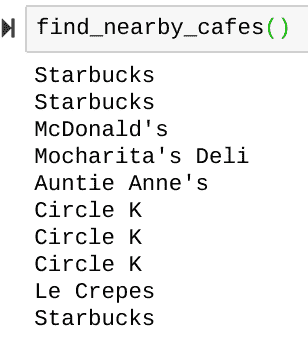 find_nearby_cafes()
Starbucks
Starbucks
McDonald's
Mocharita's Deli
Auntie Anne's
Circle K
Circle K
Circle K
Le Crepes
Starbucks